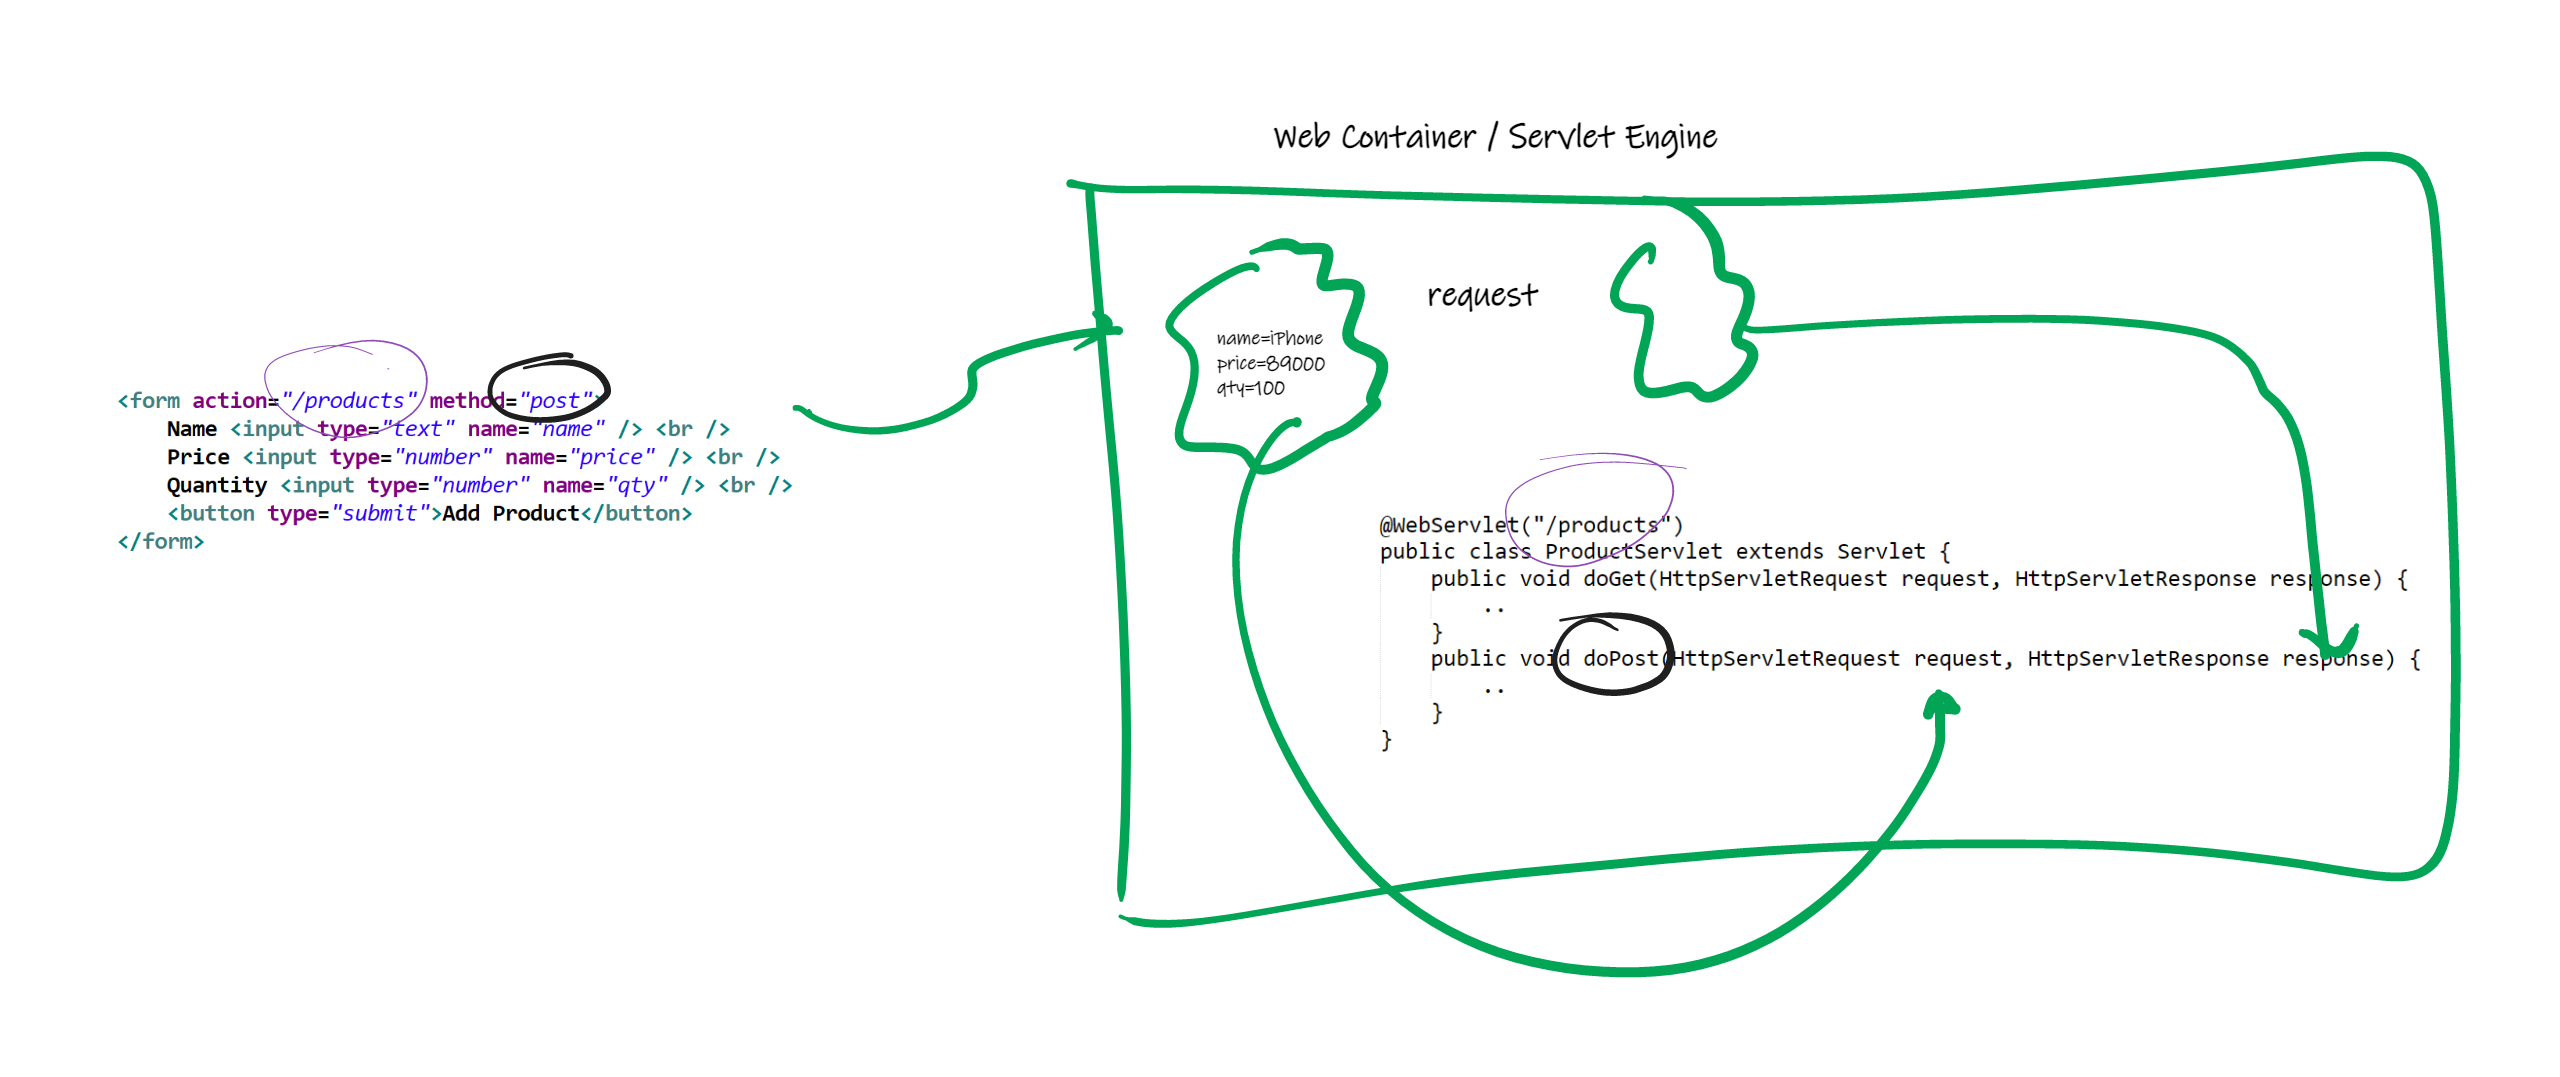 Web Container / Servlet Engine
request
name=iPhone
price=89000
qty=100
<form action="/products" method="post">
    Name <input type="text" name="name" /> <br />
    Price <input type="number" name="price" /> <br />
    Quantity <input type="number" name="qty" /> <br />
    <button type="submit">Add Product</button>
</form>
@WebServlet("/products")
public class ProductServlet extends Servlet {
    public void doGet(HttpServletRequest request, HttpServletResponse response) {
        ..
    }
    public void doPost(HttpServletRequest request, HttpServletResponse response) {
        ..
    }
}